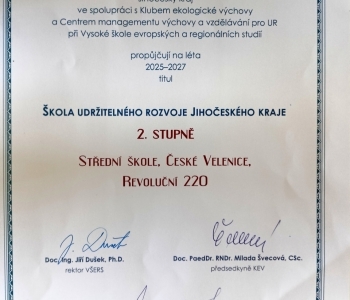 Jihočeský kraj
ve spolupráci s Klubem ekologické výchovy
a Centrem managementu výchovy a vzdělávání pro UR
při Vysoké škole evropských a regionálních studií
propůjčují na léta
2025–2027
titul
Škola udržitelného rozvoje Jihočeského kraje
2. stupně
Střední škole, České Velenice,
Revoluční 220
Doc. Ing. Jiří Dušek, Ph.D.
rektor VŠERS
Doc. PaedDr. RNDr. Milada Švecová, CSc.
předsedkyně KEV